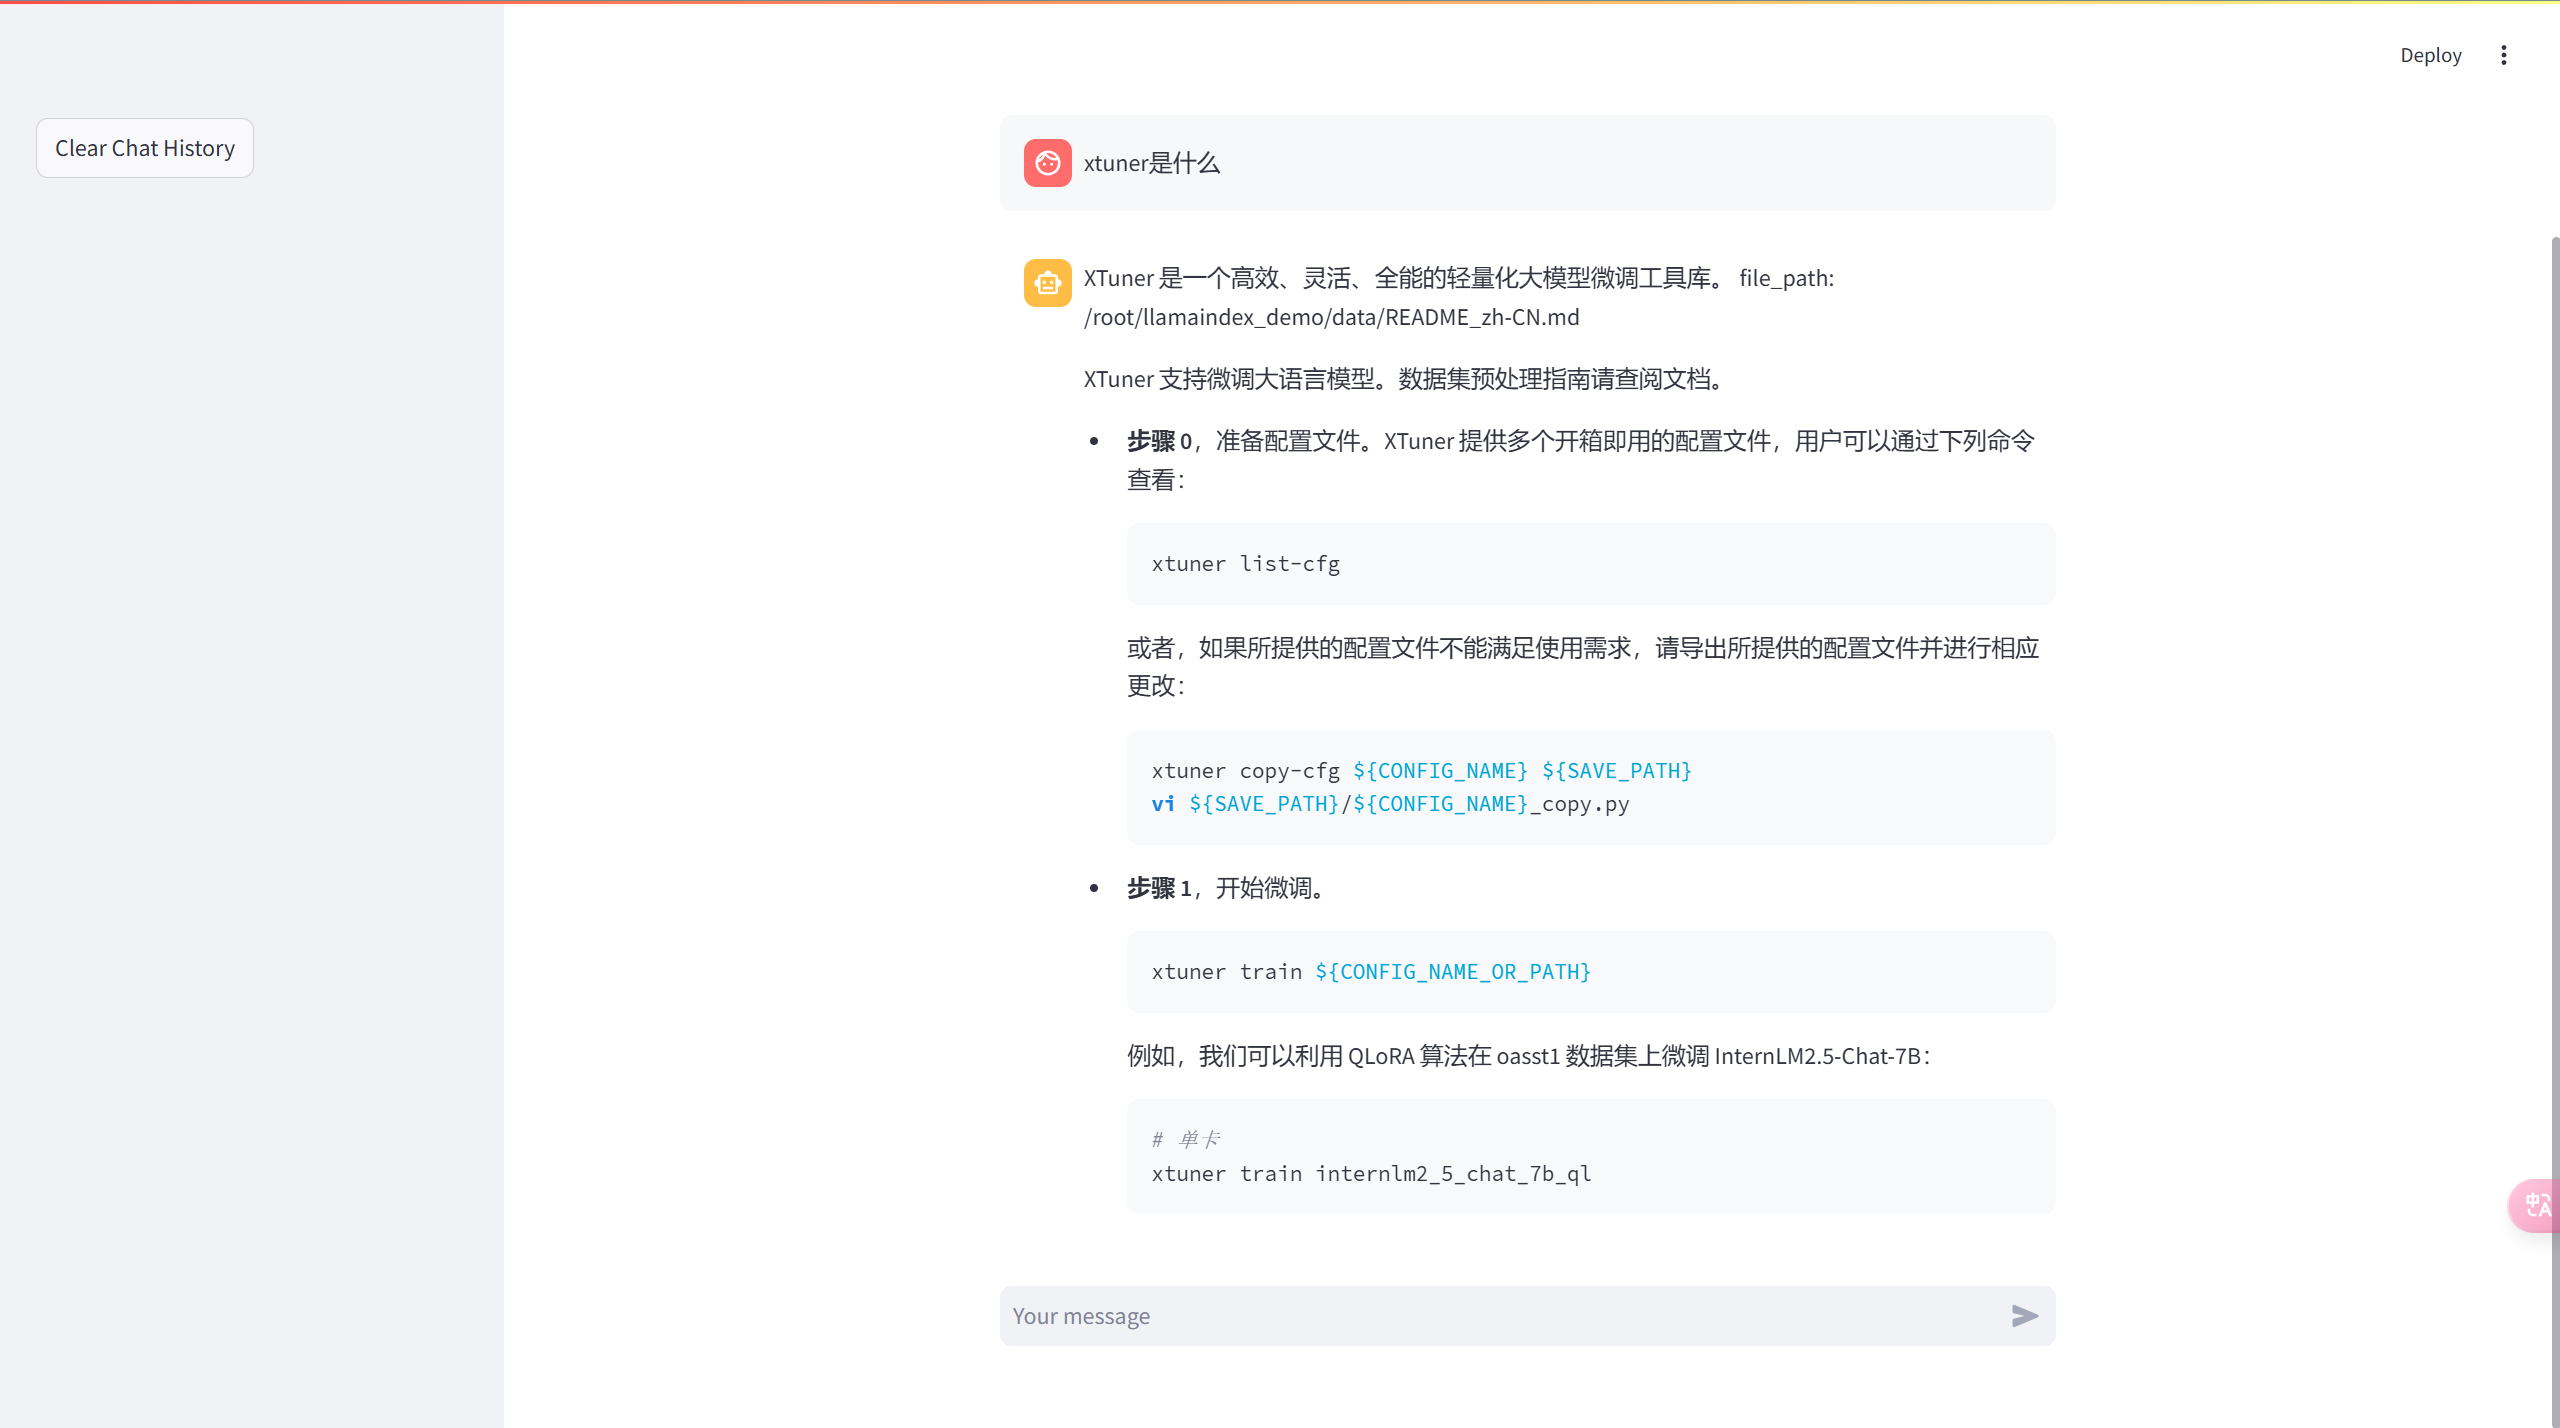 Deploy
Clear Chat History
xtuner是什么
XTuner 是一个高效、灵活、全能的轻量化大模型微调工具库。 file_path:
/root/llamaindex_demo/data/README_zh-CN.md
XTuner 支持微调大语言模型。数据集预处理指南请查阅文档。
步骤 0，准备配置文件。XTuner 提供多个开箱即用的配置文件，用户可以通过下列命令
查看：
xtuner list-cfg
或者，如果所提供的配置文件不能满足使用需求，请导出所提供的配置文件并进行相应
更改：
xtuner copy-cfg ${CONFIG_NAME} ${SAVE_PATH}
vi ${SAVE_PATH}/${CONFIG_NAME}_copy.py
步骤 1，开始微调。
xtuner train ${CONFIG_NAME_OR_PATH}
例如，我们可以利用 QLoRA 算法在 oasst1 数据集上微调 InternLM2.5-Chat-7B：
# 单卡
xtuner train internlm2_5_chat_7b_ql
中A
Your message